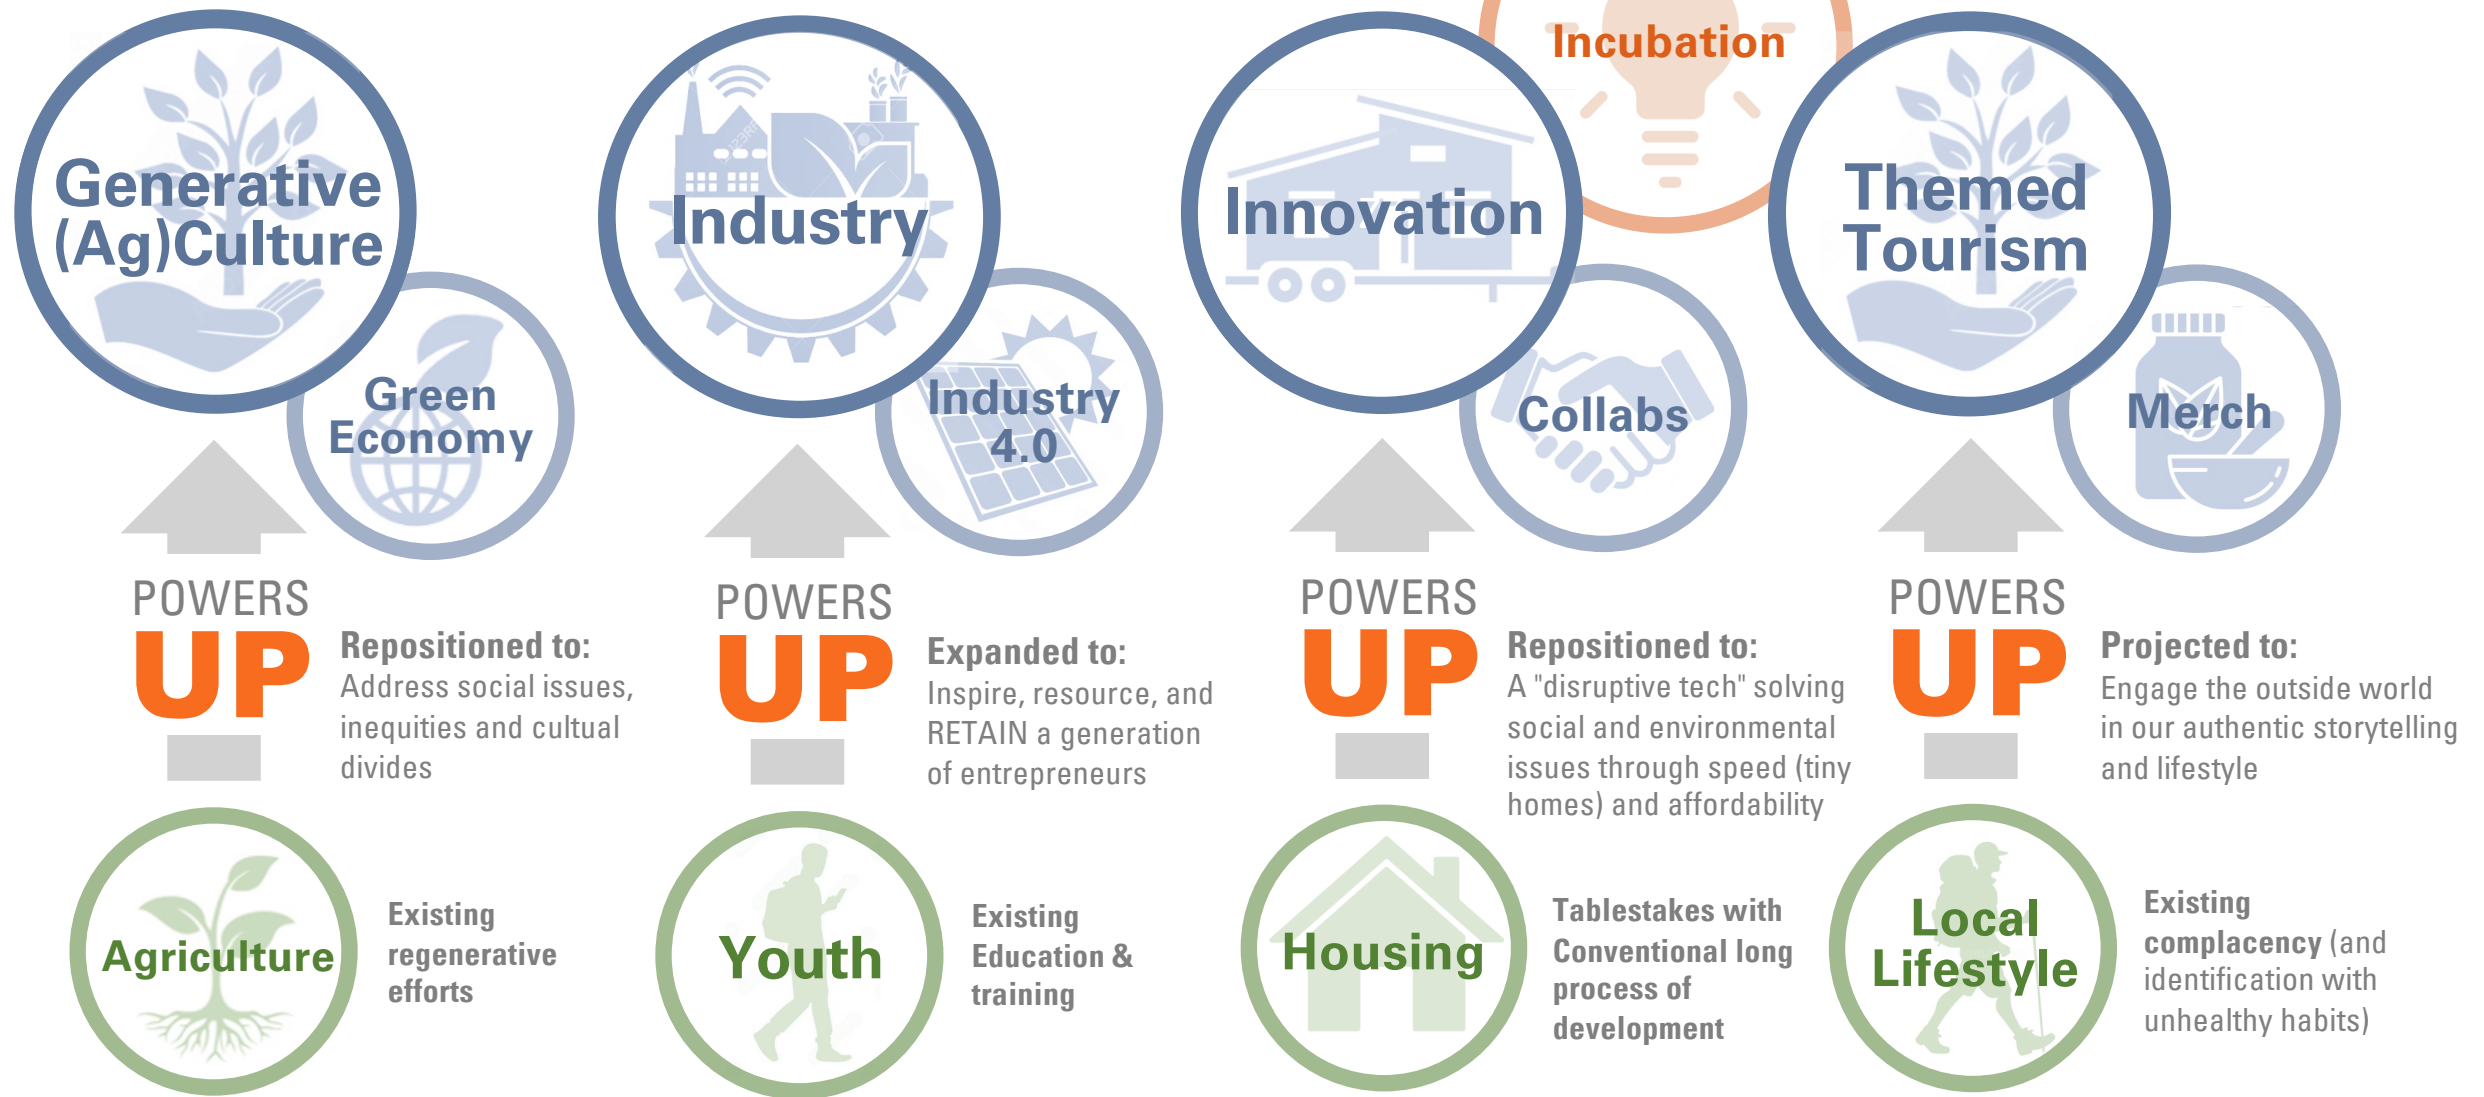 Incubation
Generative
(Ag)Culture
Green
Economy
POWERS
UP
Repositioned to:
Address social issues,
inequities and cultual
divides
Agriculture
Existing
regenerative
efforts
Industry
Industry
4.0
POWERS
UP
Expanded to:
Inspire, resource, and
RETAIN a generation
of entrepreneurs
Youth
Existing
Education &
training
Innovation
Collabs
POWERS
UP
Repositioned to:
A "disruptive tech" solving
social and environmental
issues through speed (tiny
homes) and affordability
Housing
Tablestakes with
Conventional long
process of
development
Themed
Tourism
Merch
POWERS
UP
Projected to:
Engage the outside world
in our authentic storytelling
and lifestyle
Local
Lifestyle
Existing
complacency (and
identification with
unhealthy habits)